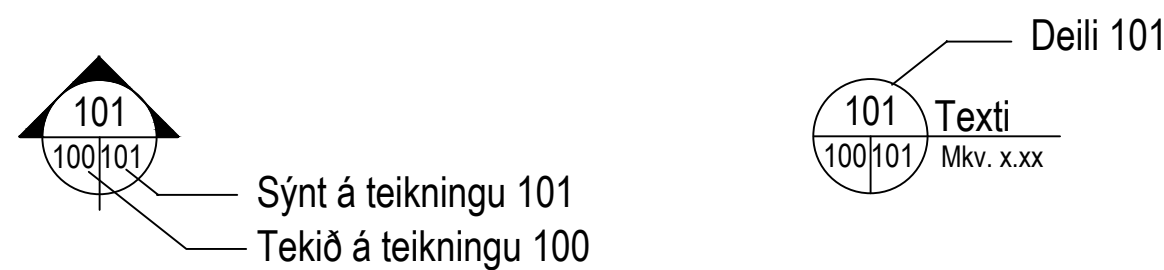 101
100 101
Sýnt á teikningu 101
Tekið á teikningu 100
Deili 101
101 Texti
100 101 Mkv. x.xx